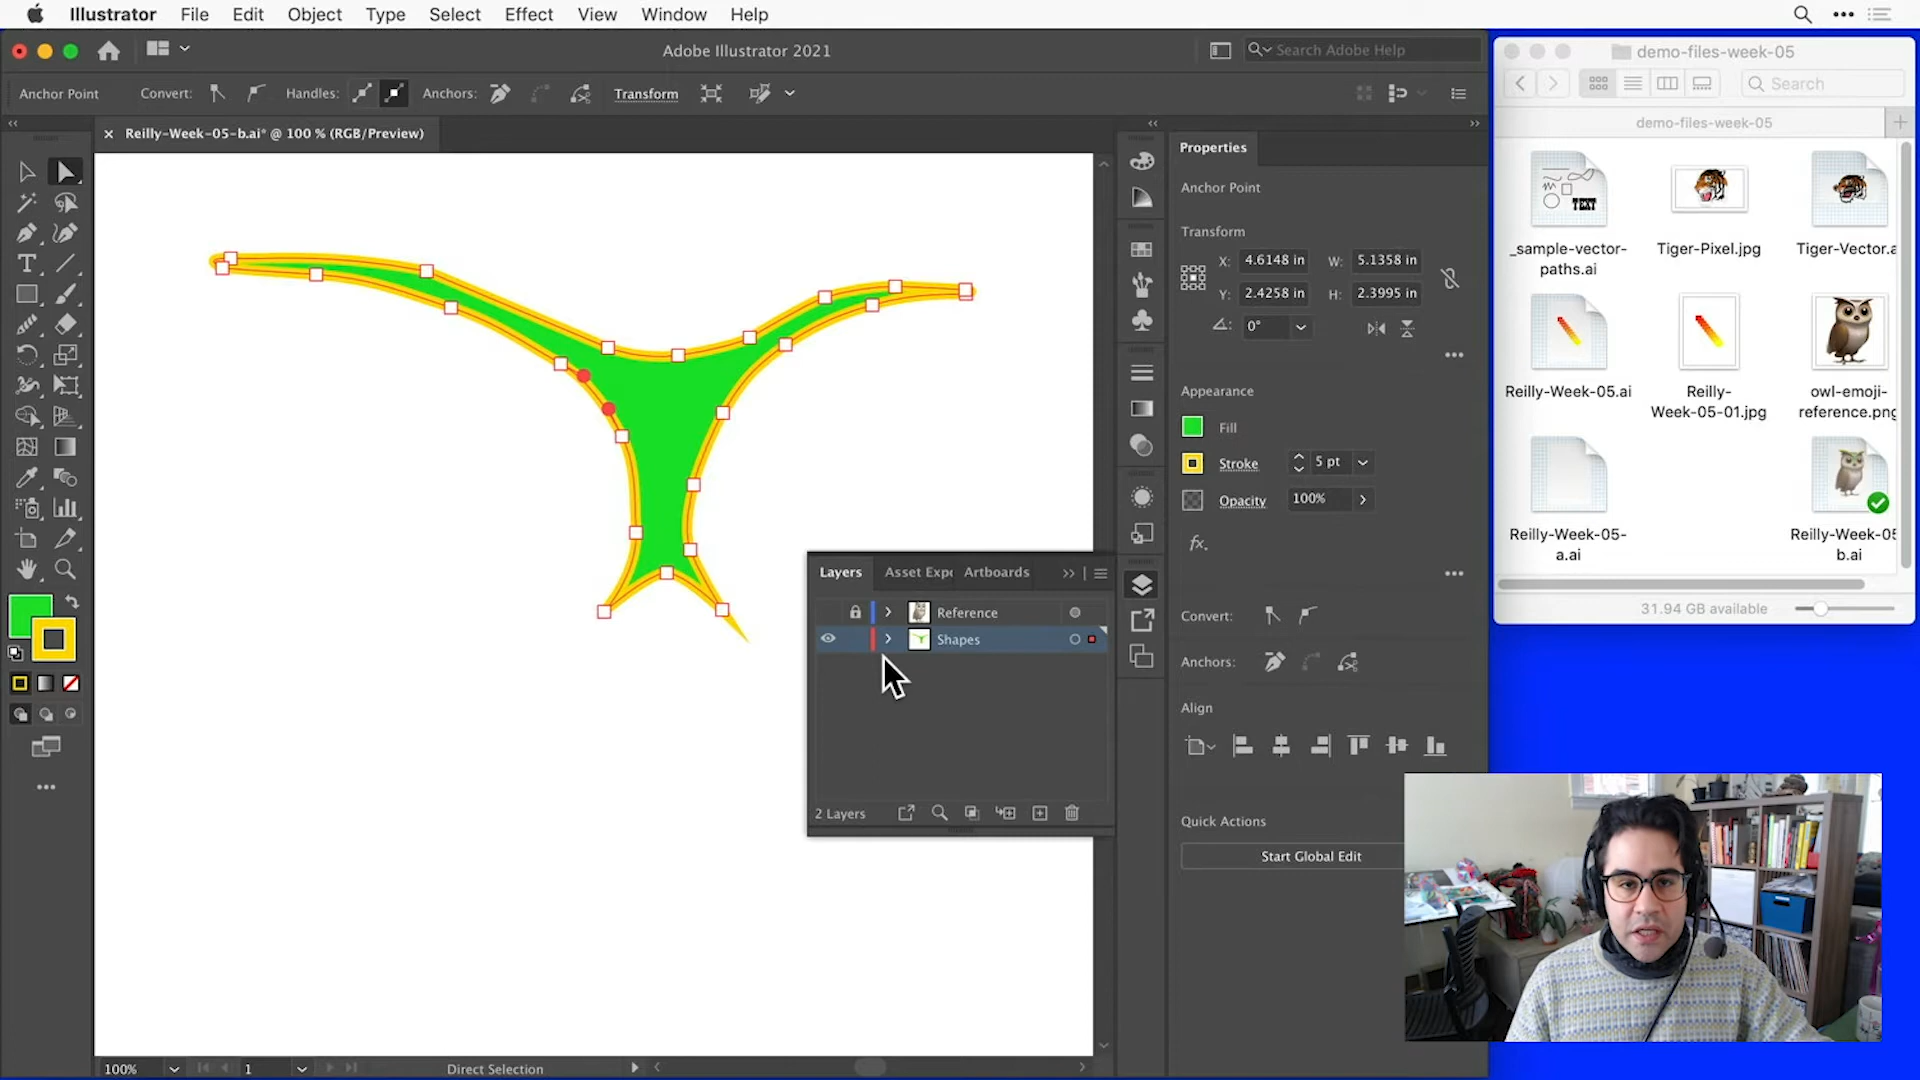 Illustrator File Edit Object Type Select Effect View Window Help
Adobe Illustrator 2021
Search Adobe Help
Anchor Point Convert: Handles: Anchors: Transform
Reilly-Week-05-b.ai* @ 100 % (RGB/Preview)
Properties
Anchor Point
Transform
X: 4.6148 in W: 5.1358 in
Y: 2.4258 in H: 2.3995 in
0°
Appearance
Fill
Stroke 5 pt
Opacity 100%
fx.
Convert:
Anchors:
Align
Quick Actions
Start Global Edit
Layers Asset Expo Artboards
Reference
Shapes
2 Layers
100% 1 Direct Selection
demo-files-week-05
Search
demo-files-week-05
TEXT
_sample-vector-
paths.ai
Tiger-Pixel.jpg
Tiger-Vector.a
Reilly-Week-05.ai
Reilly-
Week-05-01.jpg
owl-emoji-
reference.png
Reilly-Week-05-
a.ai
Reilly-Week-05
b.ai
31.94 GB available